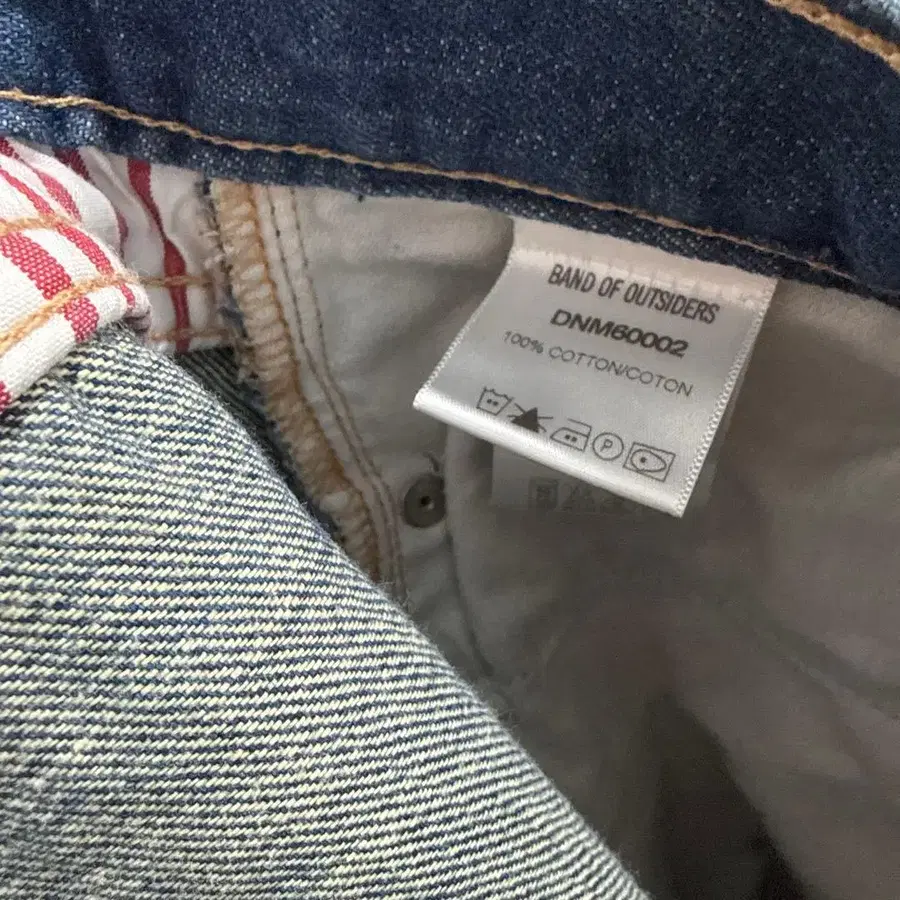 BAND OF OUTSIDERS
DNM60002
100% COTTON/COTON
P